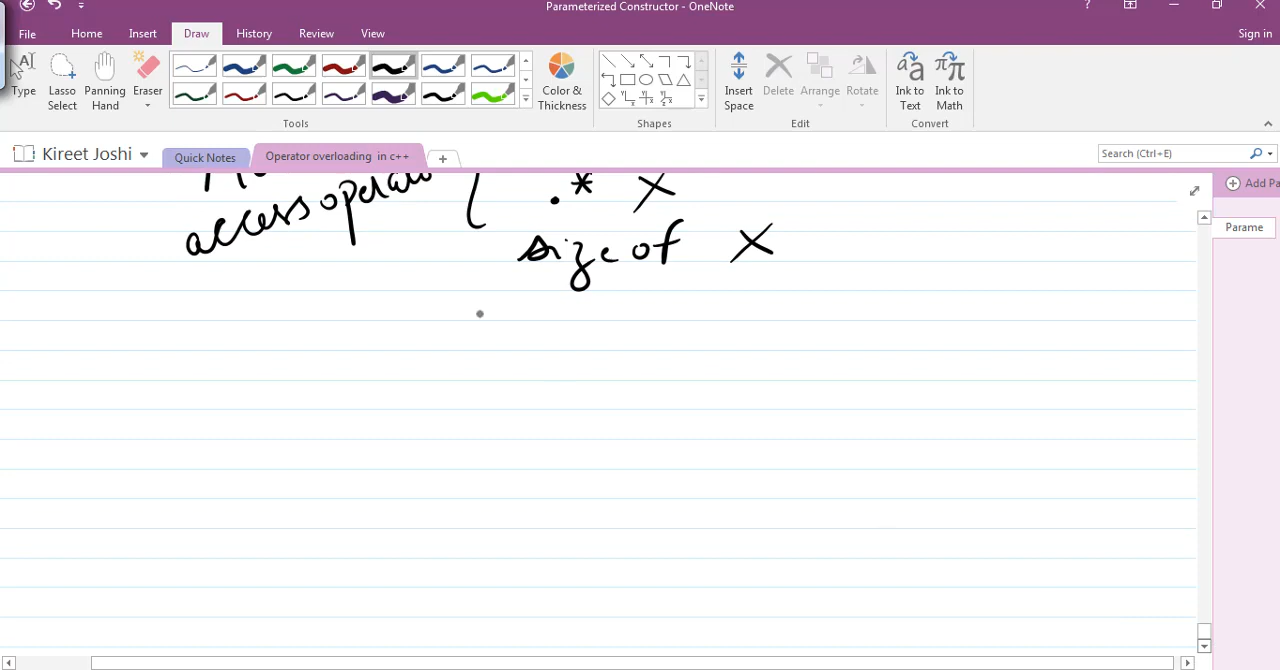 Parameterized Constructor - OneNote
File Home Insert Draw History Review View Sign in
Type Lasso Select Panning Hand Eraser Color & Thickness Insert Space Delete Arrange Rotate Ink to Text Ink to Math
Tools Shapes Edit Convert
Kireet Joshi Quick Notes Operator overloading in c++ Search (Ctrl+E)
Add Pa
Parame
.* X
access operator
size of X